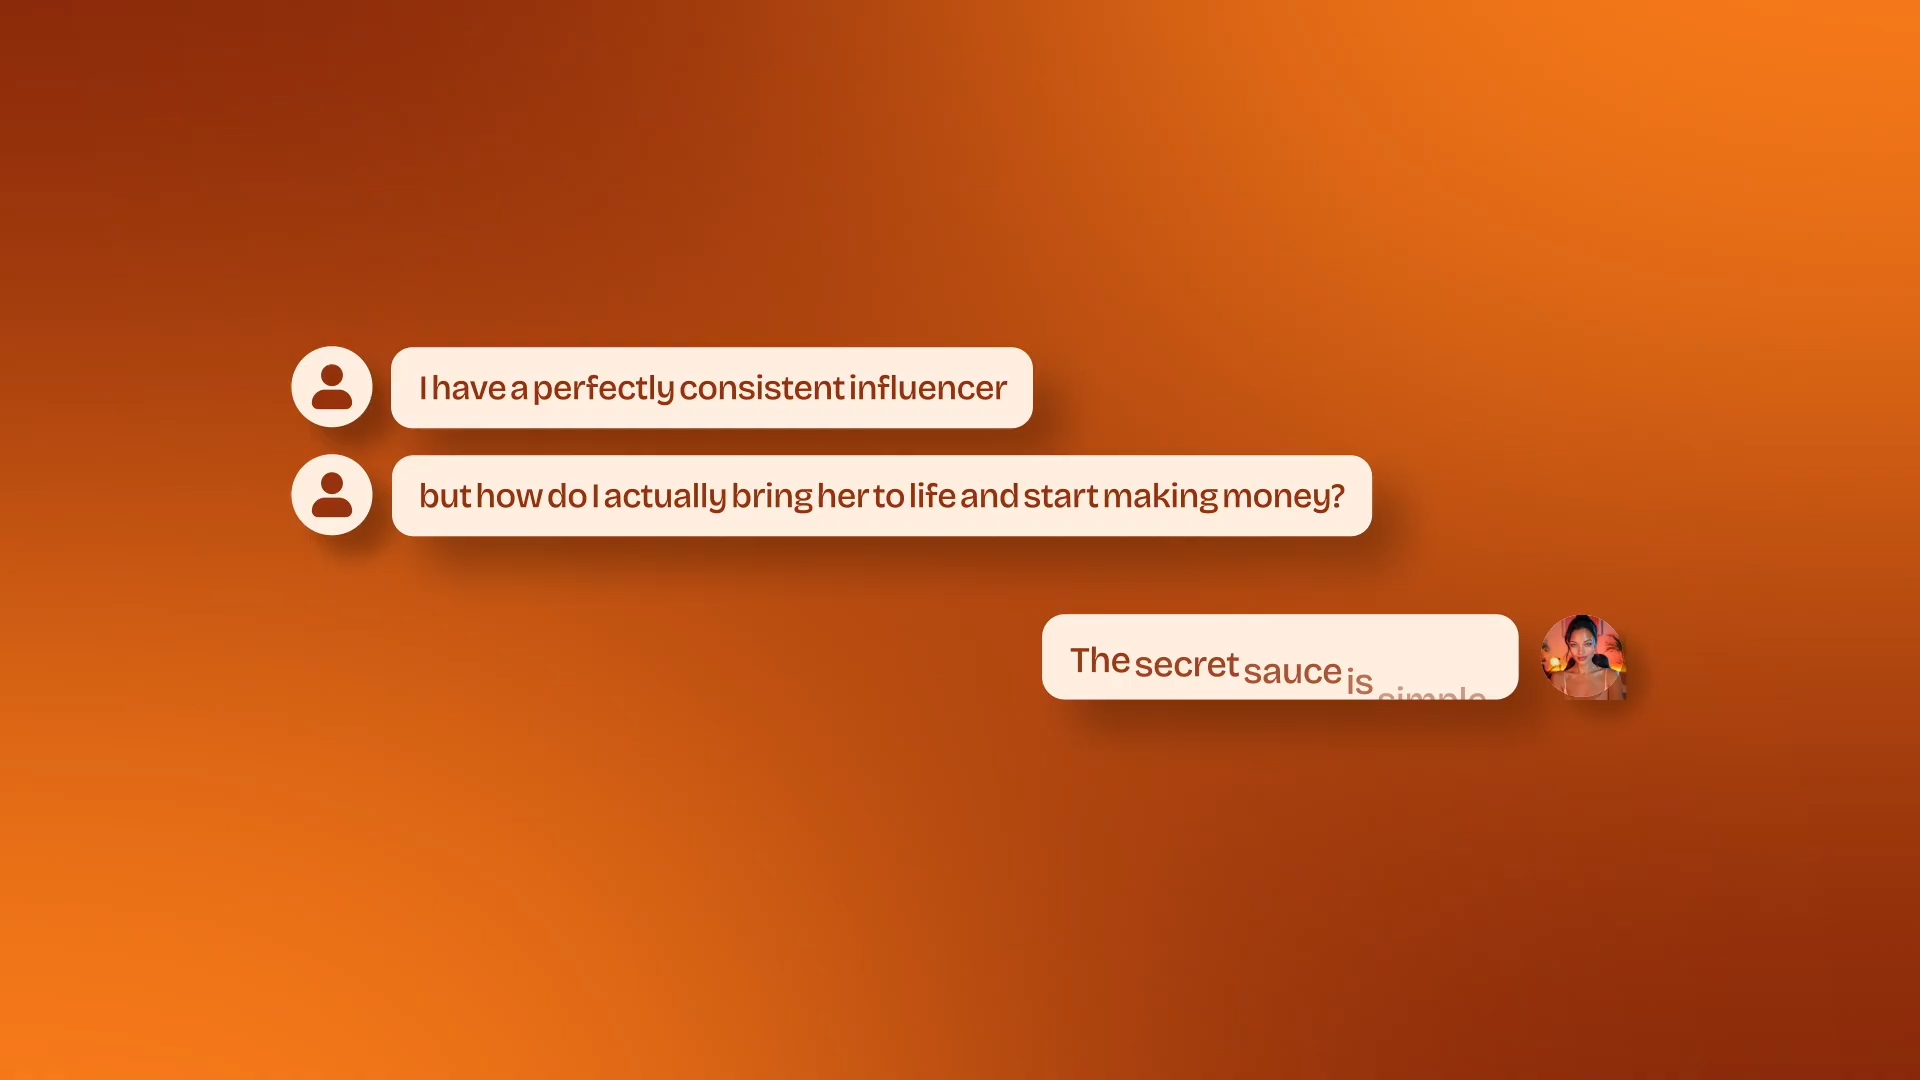 I have a perfectly consistent influencer
but how do I actually bring her to life and start making money?
The secret sauce is simple